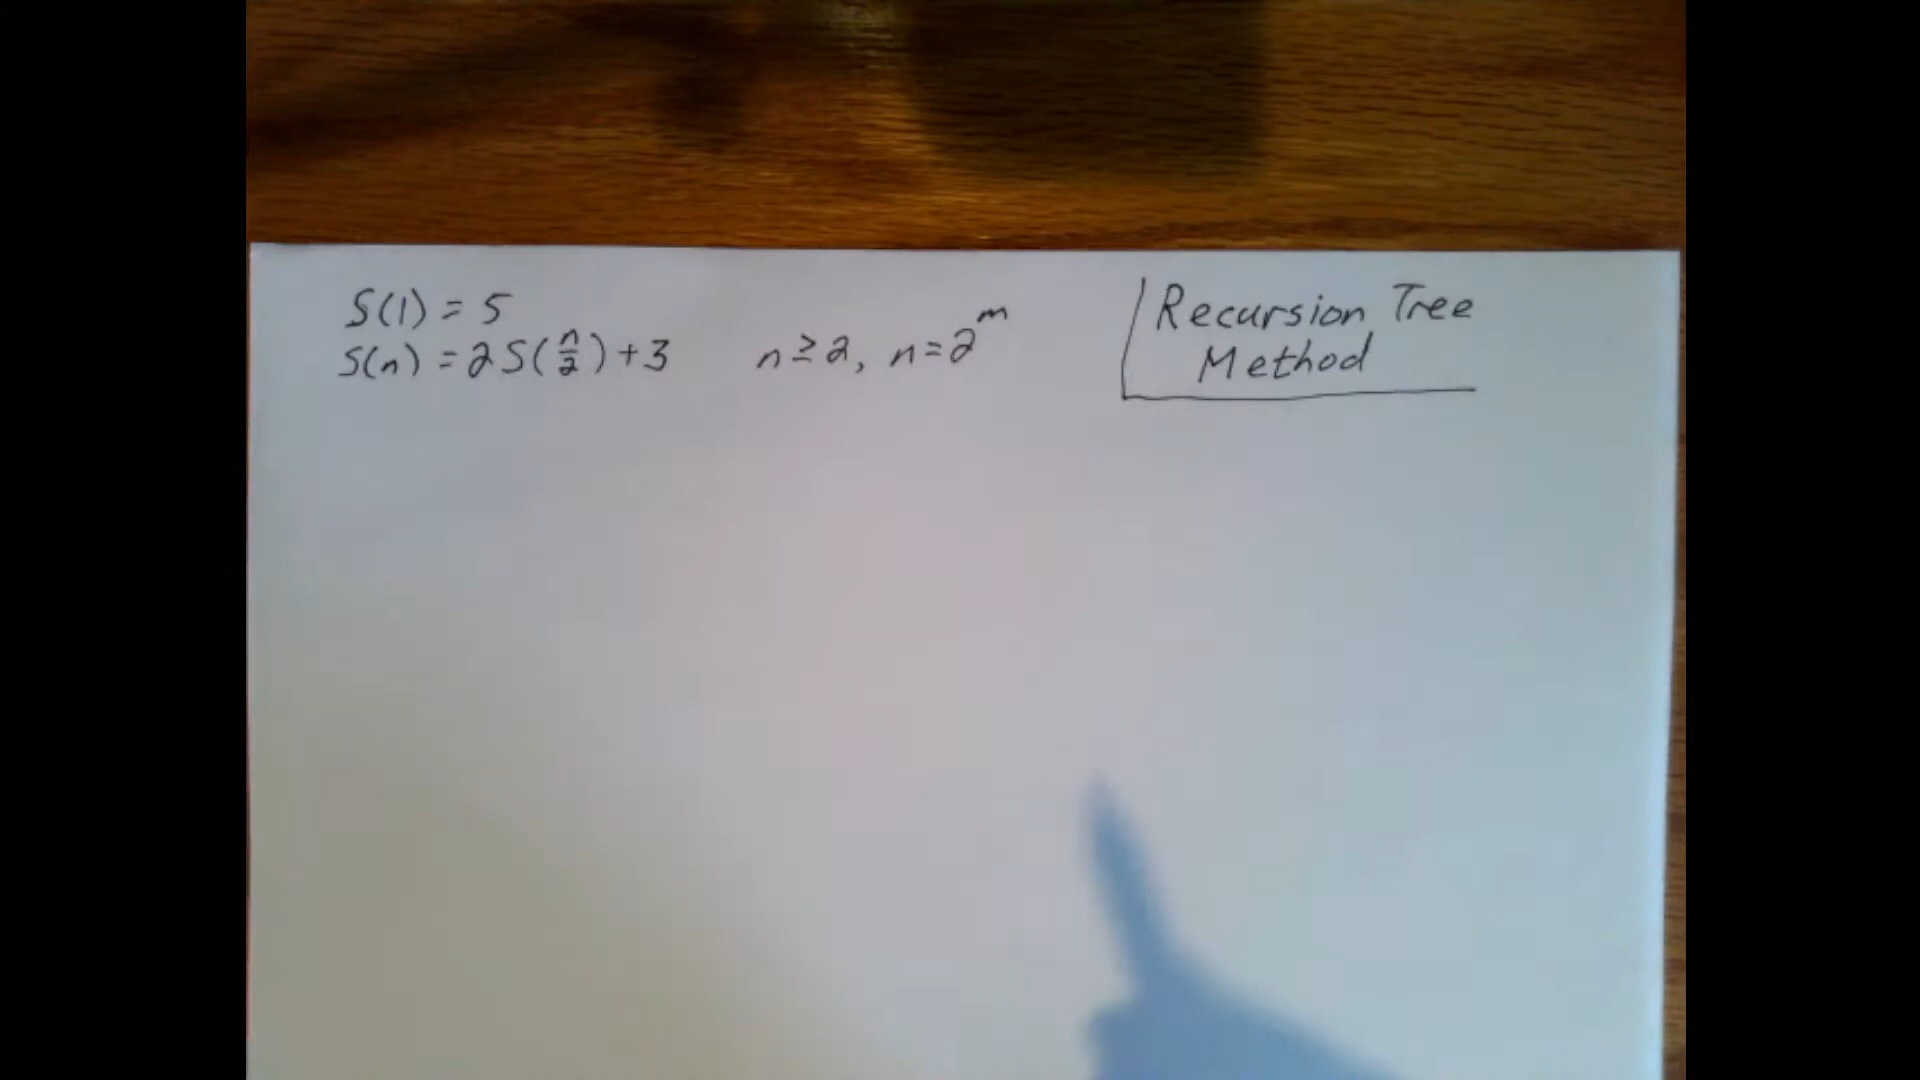 S(1) = 5
S(n) = 2S(n/2) + 3   n ≥ 2, n = 2^m
Recursion Tree
Method